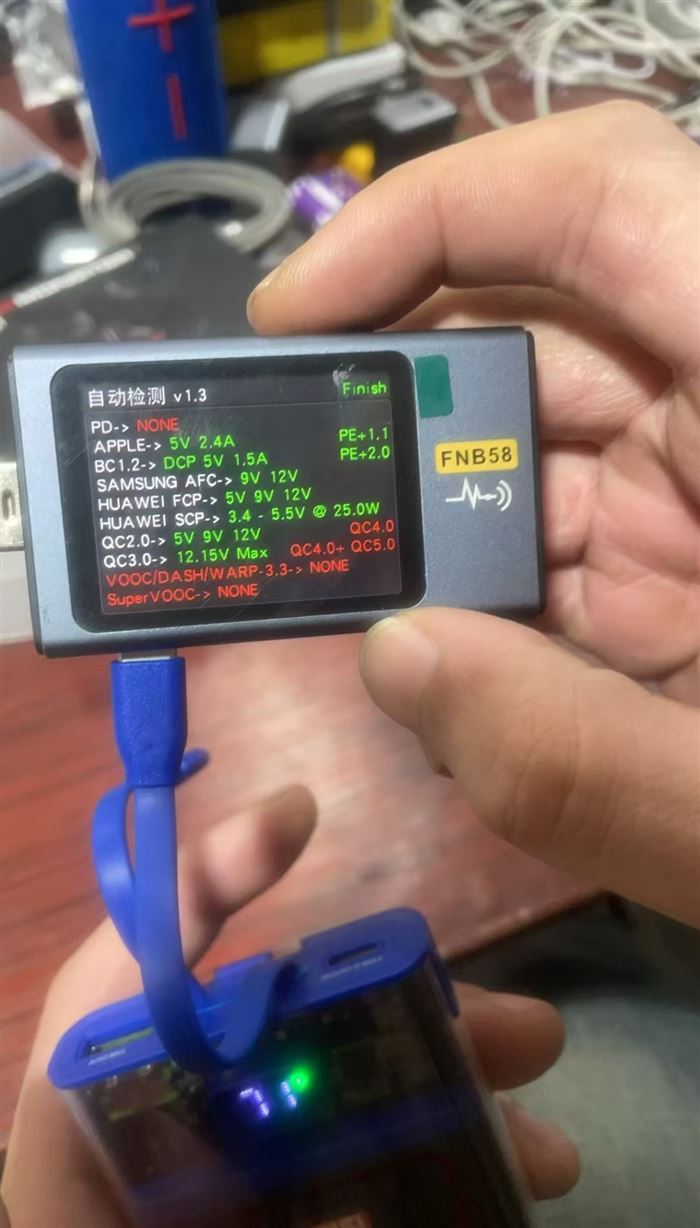 自动检测 v1.3
Finish
PD-> NONE
APPLE-> 5V 2.4A
PE+1.1
BC1.2-> DCP 5V 1.5A
PE+2.0
SAMSUNG AFC-> 9V 12V
HUAWEI FCP-> 5V 9V 12V
HUAWEI SCP-> 3.4 - 5.5V @ 25.0W
QC2.0-> 5V 9V 12V
QC4.0
QC3.0-> 12.15V Max
QC4.0+ QC5.0
VOOC/DASH/WARP-3.3-> NONE
SuperVOOC-> NONE
FNB58